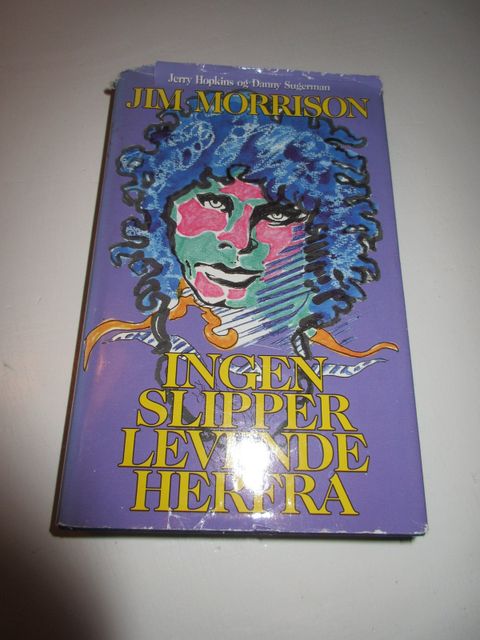 Jerry Hopkins og Danny Sugerman
JIM MORRISON
INGEN
SLIPPER
LEVENDE
HERFRA